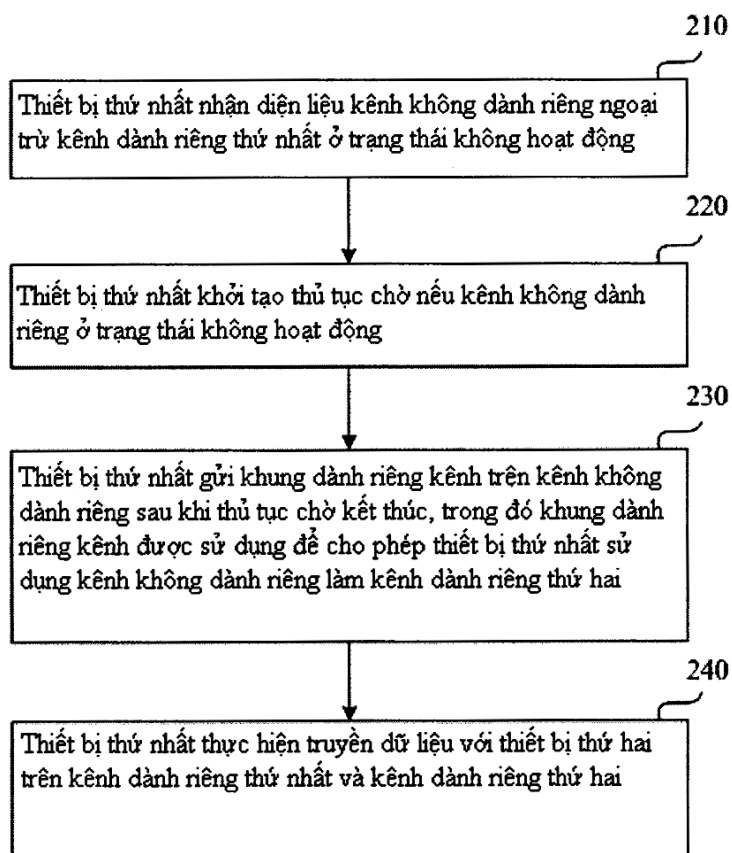 210
Thiết bị thứ nhất nhận diện liệu kênh không dành riêng ngoại
trừ kênh dành riêng thứ nhất ở trạng thái không hoạt động
220
Thiết bị thứ nhất khởi tạo thủ tục chờ nếu kênh không dành
riêng ở trạng thái không hoạt động
230
Thiết bị thứ nhất gửi khung dành riêng kênh trên kênh không
dành riêng sau khi thủ tục chờ kết thúc, trong đó khung dành
riêng kênh được sử dụng để cho phép thiết bị thứ nhất sử
dụng kênh không dành riêng làm kênh dành riêng thứ hai
240
Thiết bị thứ nhất thực hiện truyền dữ liệu với thiết bị thứ hai
trên kênh dành riêng thứ nhất và kênh dành riêng thứ hai